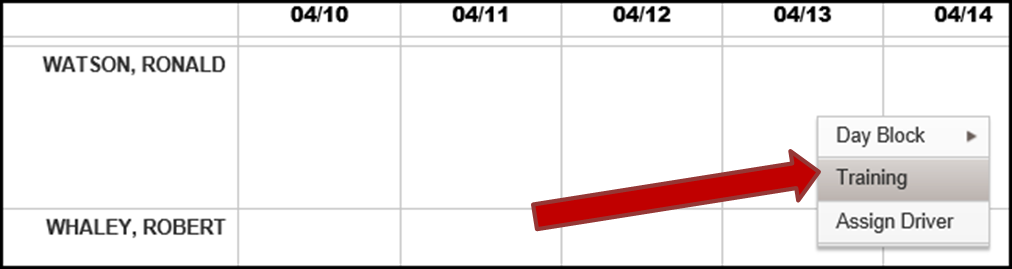 04/10 04/11 04/12 04/13 04/14
WATSON, RONALD
Day Block
Training
Assign Driver
WHALEY, ROBERT